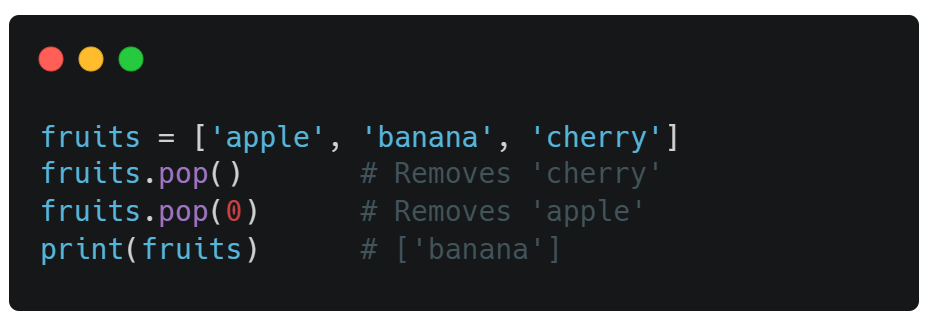 fruits = ['apple', 'banana', 'cherry']
fruits.pop()       # Removes 'cherry'
fruits.pop(0)      # Removes 'apple'
print(fruits)      # ['banana']